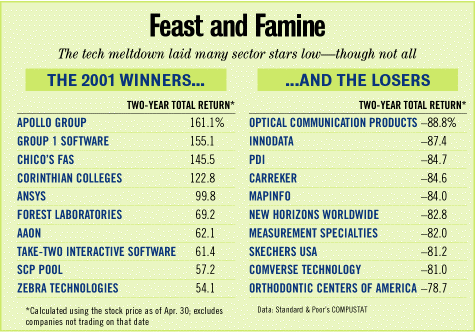 Feast and Famine
The tech meltdown laid many sector stars low—though not all
THE 2001 WINNERS...
TWO-YEAR TOTAL RETURN*
APOLLO GROUP 161.1%
GROUP 1 SOFTWARE 155.1
CHICO'S FAS 145.5
CORINTHIAN COLLEGES 122.8
ANSYS 99.8
FOREST LABORATORIES 69.2
AAON 62.1
TAKE-TWO INTERACTIVE SOFTWARE 61.4
SCP POOL 57.2
ZEBRA TECHNOLOGIES 54.1
*Calculated using the stock price as of Apr. 30; excludes
companies not trading on that date
...AND THE LOSERS
TWO-YEAR TOTAL RETURN*
OPTICAL COMMUNICATION PRODUCTS –88.8%
INNODATA –87.4
PDI –84.7
CARREKER –84.6
MAPINFO –84.0
NEW HORIZONS WORLDWIDE –82.8
MEASUREMENT SPECIALTIES –82.0
SKECHERS USA –81.2
COMVERSE TECHNOLOGY –81.0
ORTHODONTIC CENTERS OF AMERICA –78.7
Data: Standard & Poor's COMPUSTAT